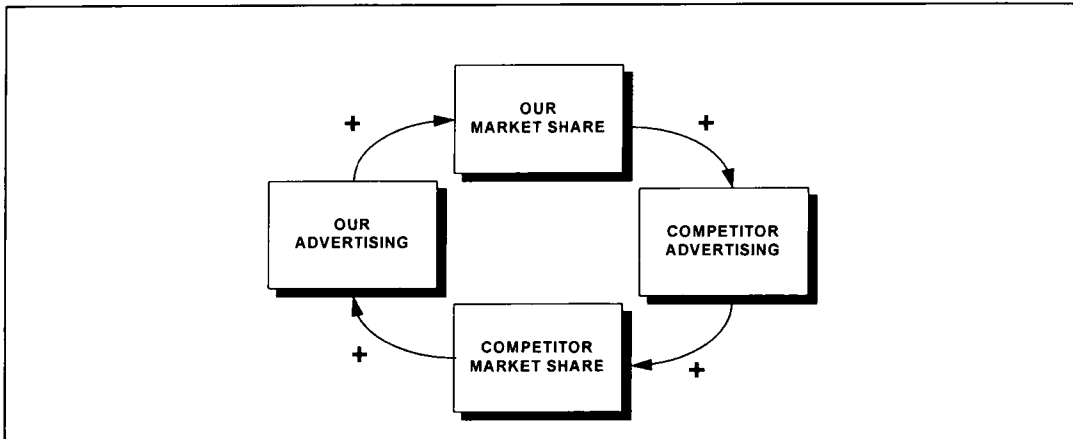 OUR
MARKET SHARE
+
+
OUR
ADVERTISING
COMPETITOR
ADVERTISING
COMPETITOR
MARKET SHARE
+
+